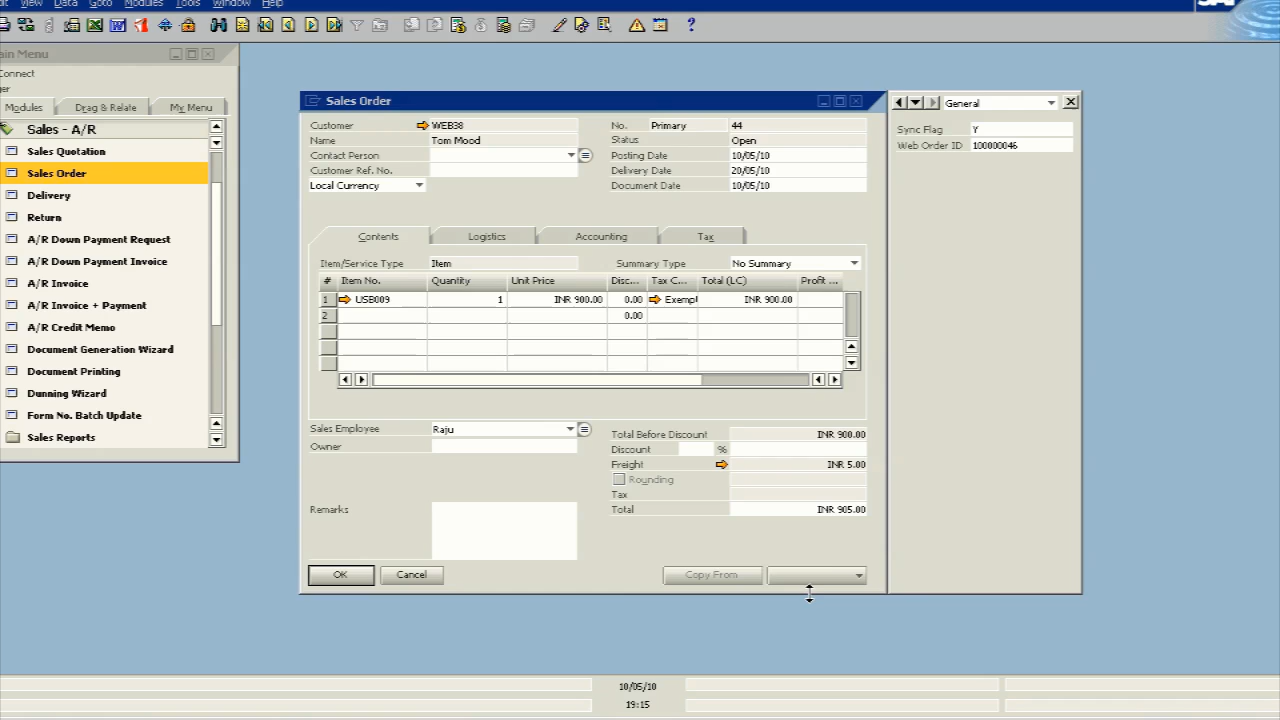 View Data Goto Modules Tools Window Help
Main Menu
Connect
Modules Drag & Relate My Menu
Sales - A/R
Sales Quotation
Sales Order
Delivery
Return
A/R Down Payment Request
A/R Down Payment Invoice
A/R Invoice
A/R Invoice + Payment
A/R Credit Memo
Document Generation Wizard
Document Printing
Dunning Wizard
Form No. Batch Update
Sales Reports
Sales Order
Customer WEB38 No. Primary 44
Name Tom Mood Status Open
Contact Person Posting Date 10/05/10
Customer Ref. No. Delivery Date 20/05/10
Local Currency Document Date 10/05/10
Contents Logistics Accounting Tax
Item/Service Type Item Summary Type No Summary
# Item No. Quantity Unit Price Disc... Tax C... Total (LC) Profit ...
1 USB009 1 INR 900.00 0.00 Exempt INR 900.00
2 0.00
Sales Employee Raju
Owner
Remarks
Total Before Discount INR 900.00
Discount %
Freight INR 5.00
Rounding
Tax
Total INR 905.00
OK Cancel Copy From
General
Sync Flag Y
Web Order ID 100000046
10/05/10
19:15